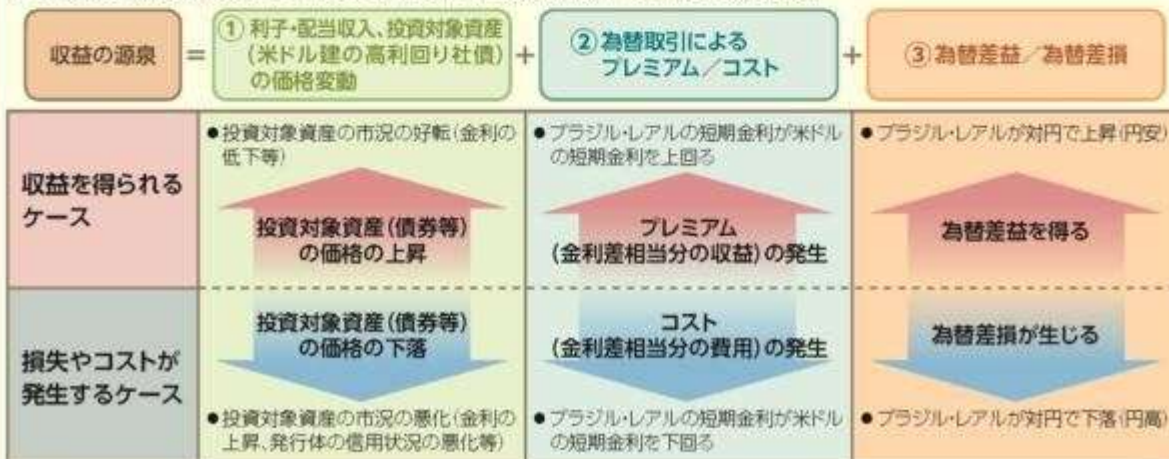 収益の源泉
=
①利子・配当収入、投資対象資産
(米ドル建の高利回り社債)
の価格変動
+
②為替取引による
プレミアム/コスト
+
③為替差益/為替差損
収益を得られる
ケース
●投資対象資産の市況の好転(金利の
低下等)
投資対象資産(債券等)
の価格の上昇
●ブラジル・レアルの短期金利が米ドル
の短期金利を上回る
プレミアム
(金利差相当分の収益)の発生
●ブラジル・レアルが対円で上昇(円安)
為替差益を得る
損失やコストが
発生するケース
投資対象資産(債券等)
の価格の下落
●投資対象資産の市況の悪化(金利の
上昇、発行体の信用状況の悪化等)
コスト
(金利差相当分の費用)の発生
●ブラジル・レアルの短期金利が米ドル
の短期金利を下回る
為替差損が生じる
●ブラジル・レアルが対円で下落(円高)